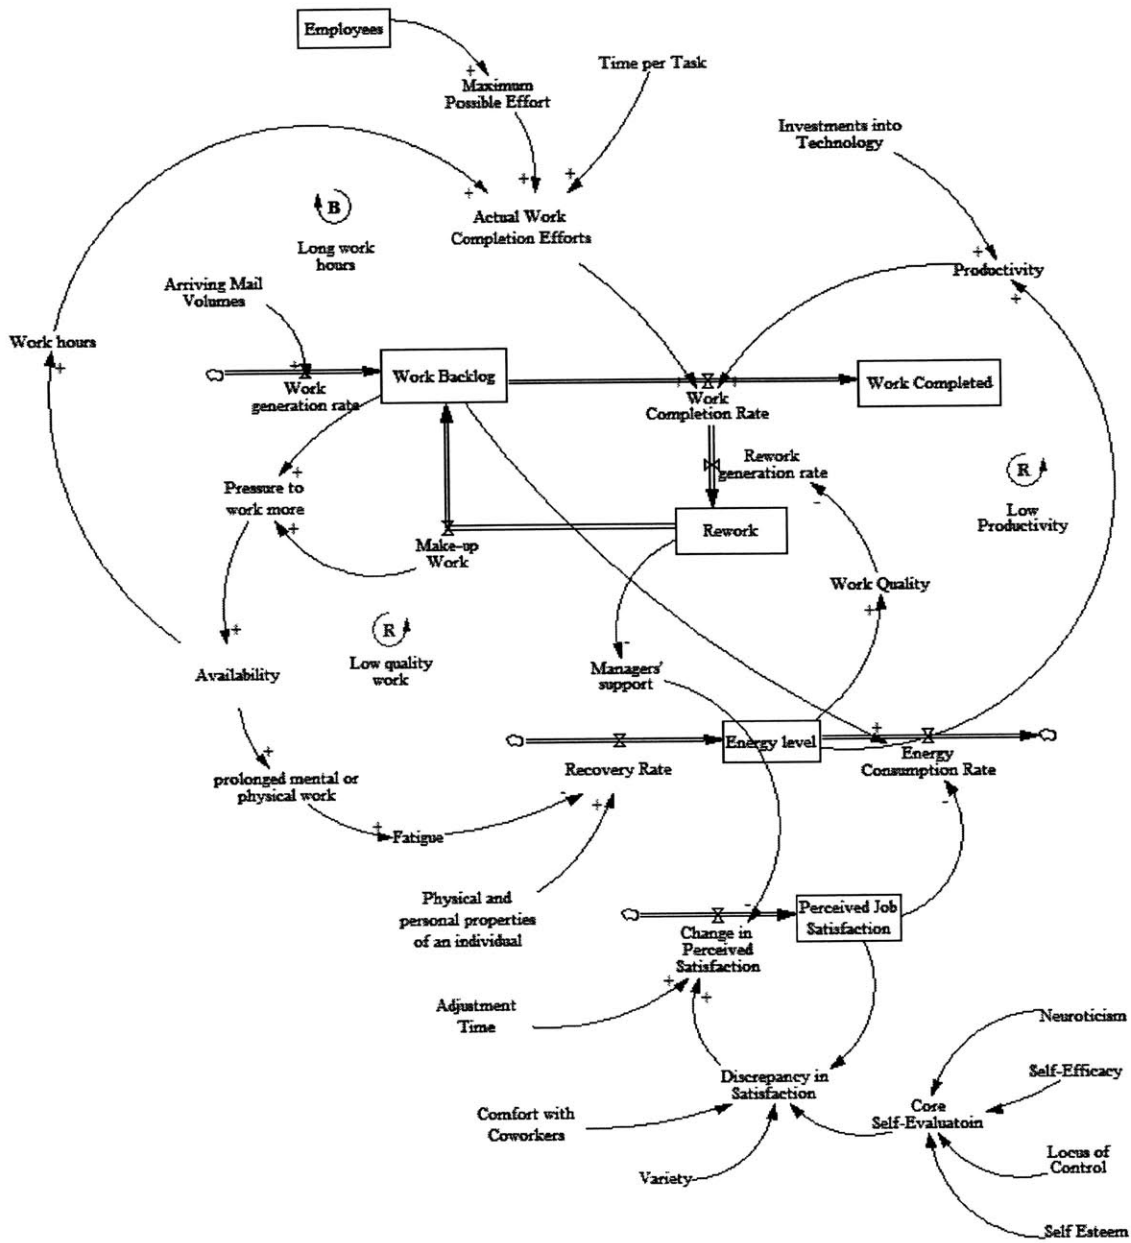 Employees
Time per Task
Maximum
Possible Effort
Investments into
Technology
+
+
+
+
B
Actual Work
Completion Efforts
Long work
hours
+
Productivity
+
Arriving Mail
Volumes
Work hours
+
+
Work
generation rate
Work Backlog
Work
Completion Rate
Work Completed
Rework
generation rate
-
R
Low
Productivity
+
Pressure to
work more
+
Make-up
Work
Rework
Work Quality
+
+
R
Low quality
work
-
Managers'
support
Availability
+
prolonged mental or
physical work
Recovery Rate
Energy level
+
Energy
Consumption Rate
+
Fatigue
-
+
-
Physical and
personal properties
of an individual
-
Change in
Perceived
Satisfaction
Perceived Job
Satisfaction
+
+
Adjustment
Time
Neuroticism
Discrepancy in
Satisfaction
Self-Efficacy
Comfort with
Coworkers
Core
Self-Evaluatoin
Variety
Locus of
Control
Self Esteem